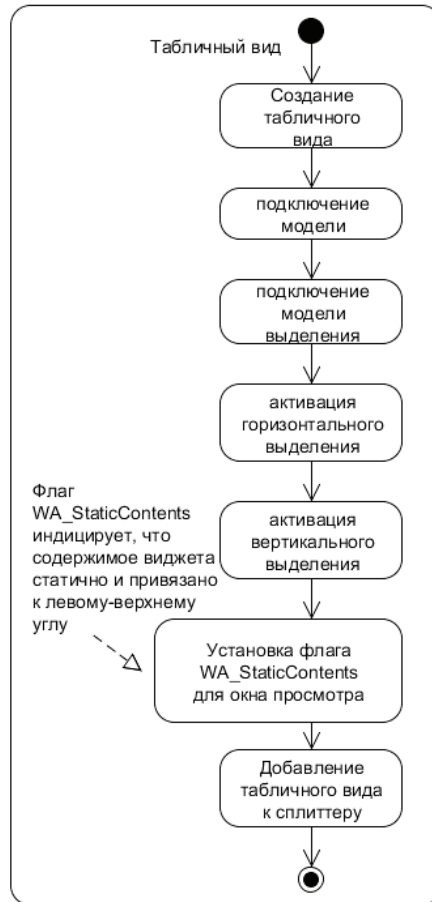 Табличный вид
Создание
табличного
вида
подключение
модели
подключение
модели
выделения
активация
горизонтального
выделения
активация
вертикального
выделения
Флаг
WA_StaticContents
индицирует, что
содержимое виджета
статично и привязано
к левому-верхнему
углу
Установка флага
WA_StaticContents
для окна просмотра
Добавление
табличного вида
к сплиттеру